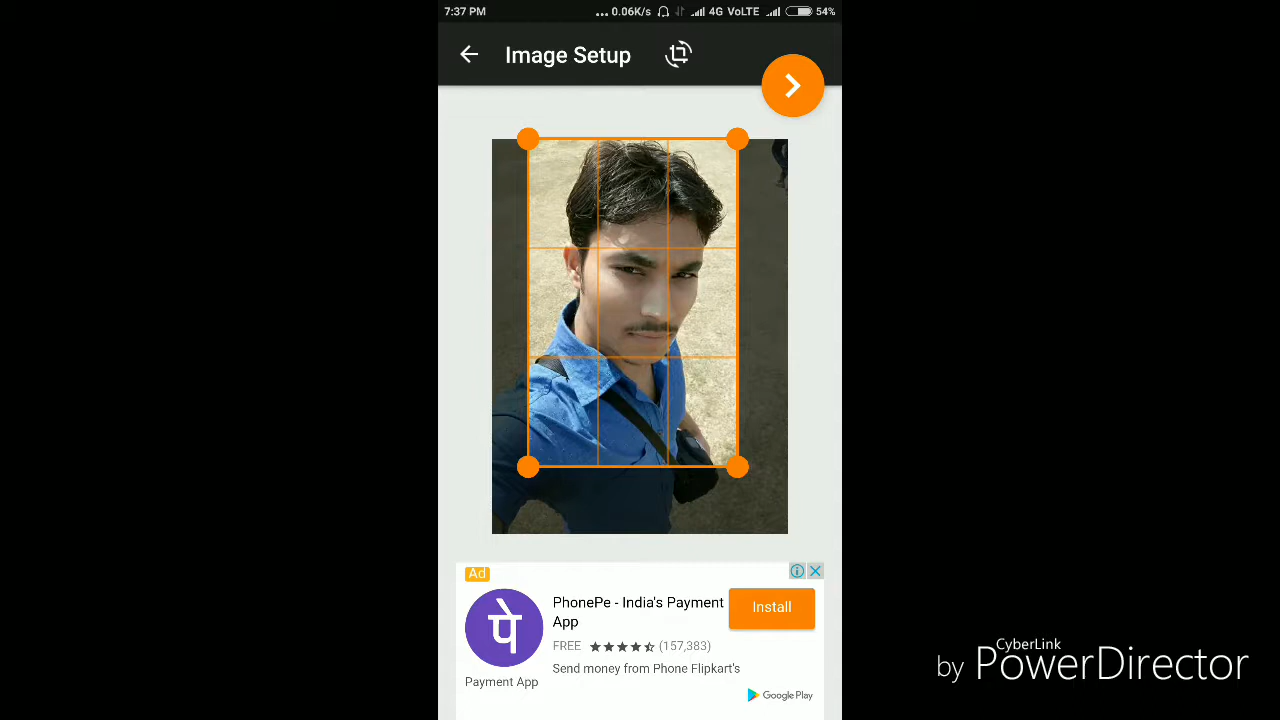 7:37 PM ... 0.06K/s 4G VoLTE 54%
Image Setup
Ad
पे
PhonePe - India's Payment
App
Install
FREE (157,383)
Send money from Phone Flipkart's
Payment App
Google Play
CyberLink
by PowerDirector